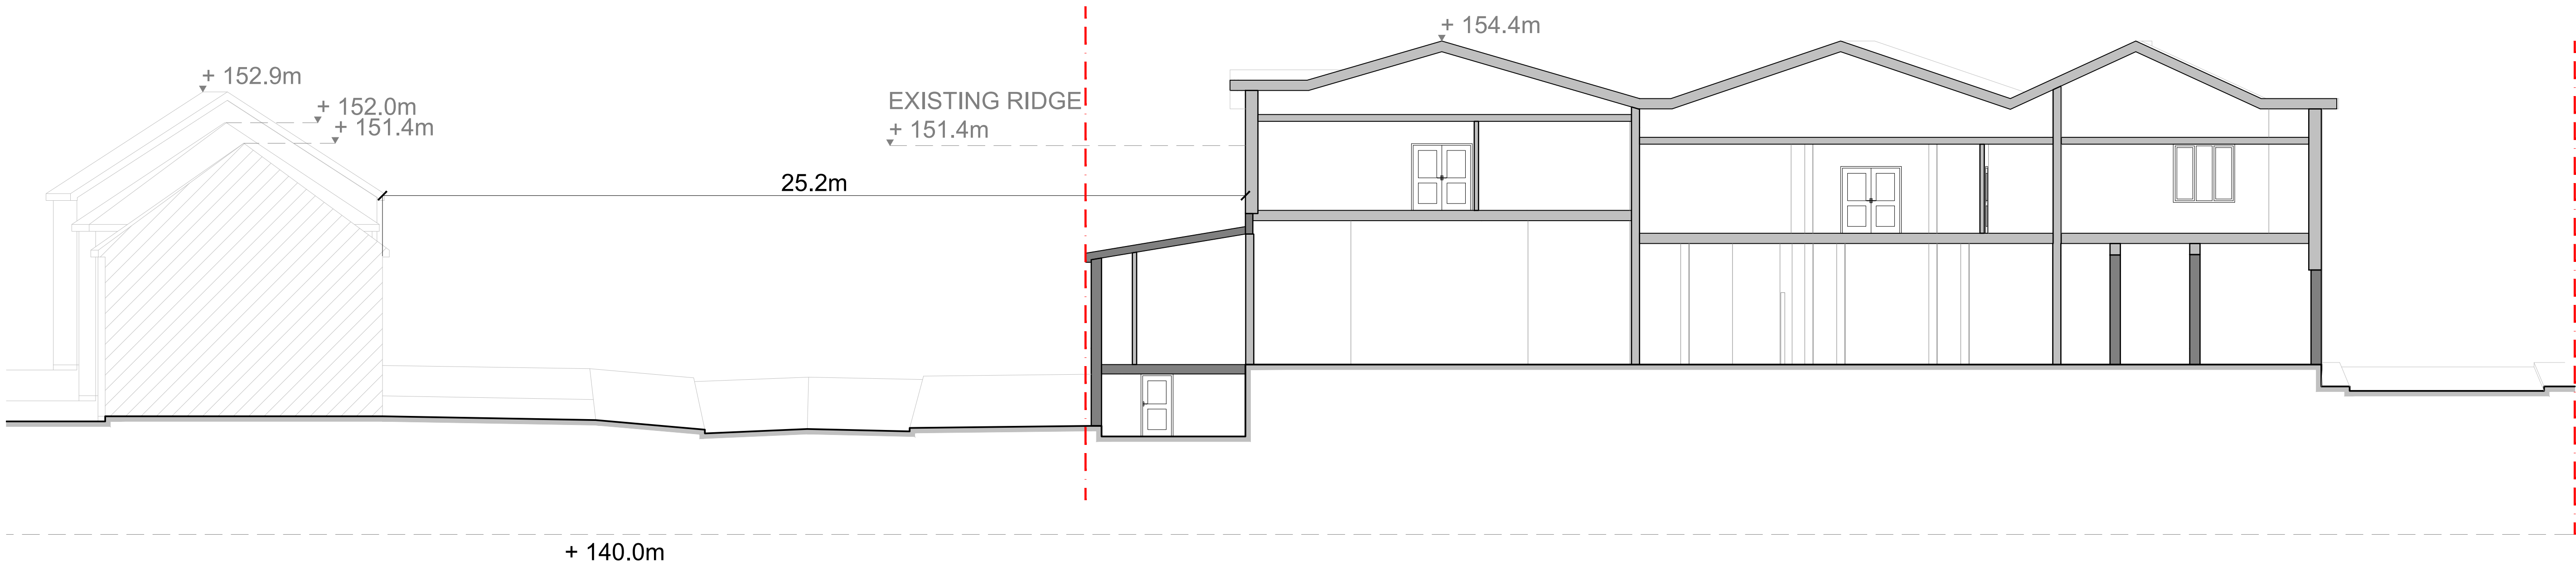 + 154.4m
+ 152.9m
+ 152.0m
+ 151.4m
EXISTING RIDGE
+ 151.4m
25.2m
+ 140.0m